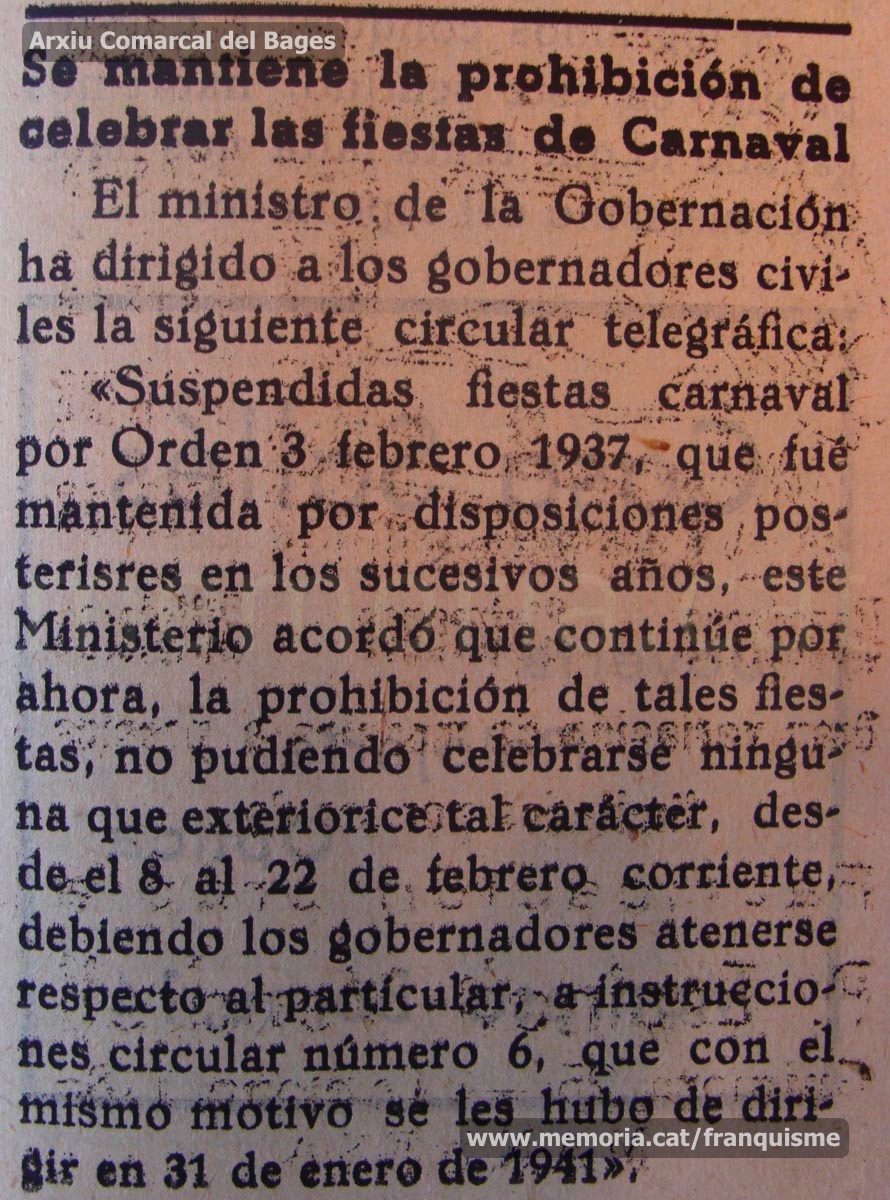 Arxiu Comarcal del Bages
Se mantiene la prohibición de
celebrar las fiestas de Carnaval
El ministro de la Gobernación
ha dirigido a los gobernadores civi-
les la siguiente circular telegráfica:
«Suspendidas fiestas carnaval
por Orden 3 febrero 1937, que fué
mantenida por disposiciones pos-
terisres en los sucesivos años, este
Ministerio acordó que continúe por
ahora, la prohibición de tales fies-
tas, no pudiendo celebrarse ningu-
na que exteriorice tal carácter, des-
de el 8 al 22 de febrero corriente,
debiendo los gobernadores atenerse
respecto al particular, a instruccio-
nes circular número 6, que con el
mismo motivo se les hubo de diri-
gir en 31 de enero de 1941».
www.memoria.cat/franquisme